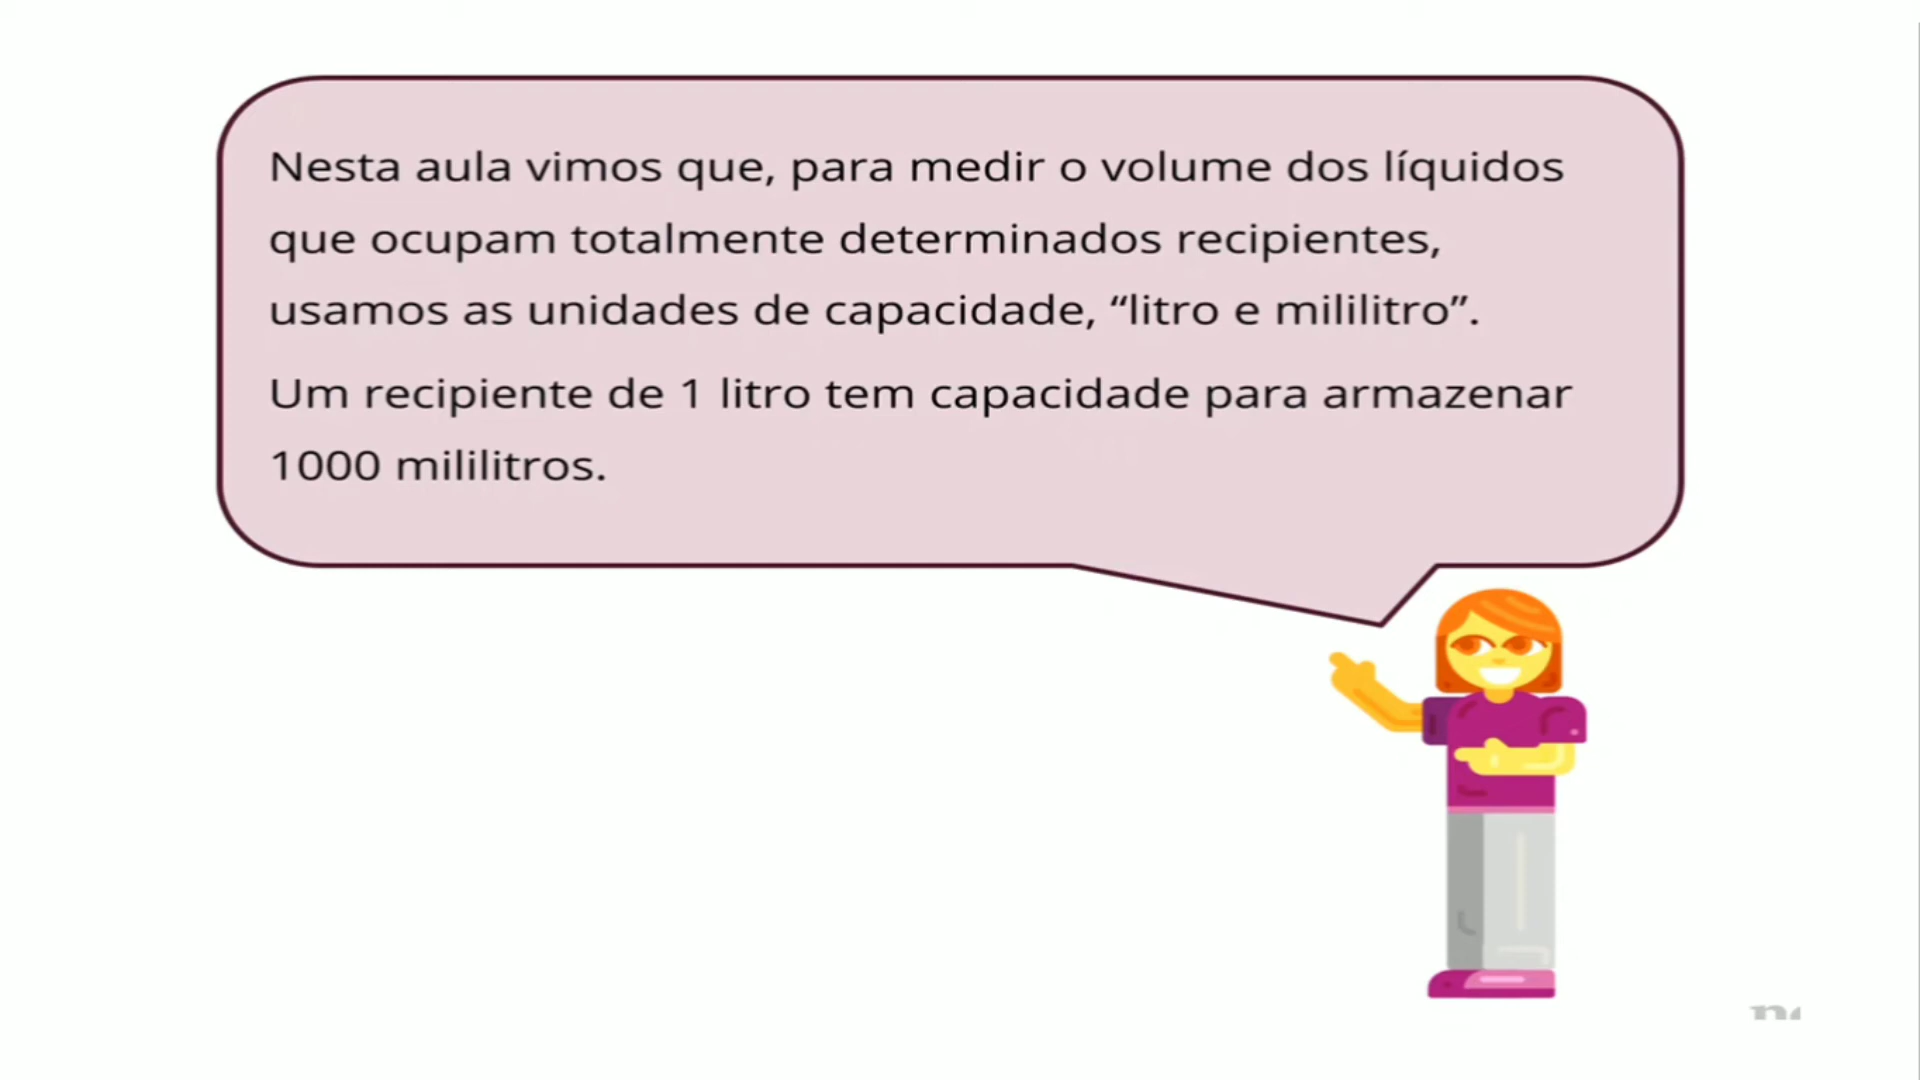 Nesta aula vimos que, para medir o volume dos líquidos
que ocupam totalmente determinados recipientes,
usamos as unidades de capacidade, “litro e mililitro”.
Um recipiente de 1 litro tem capacidade para armazenar
1000 mililitros.